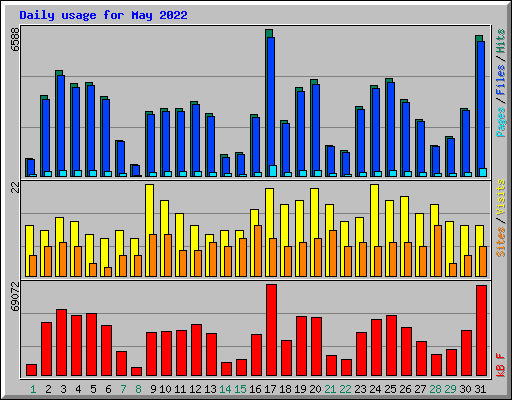 Daily usage for May 2022
6588
Pages/Files/Hits
22
Sites/Visits
69072
kB F
1 2 3 4 5 6 7 8 9 10 11 12 13 14 15 16 17 18 19 20 21 22 23 24 25 26 27 28 29 30 31